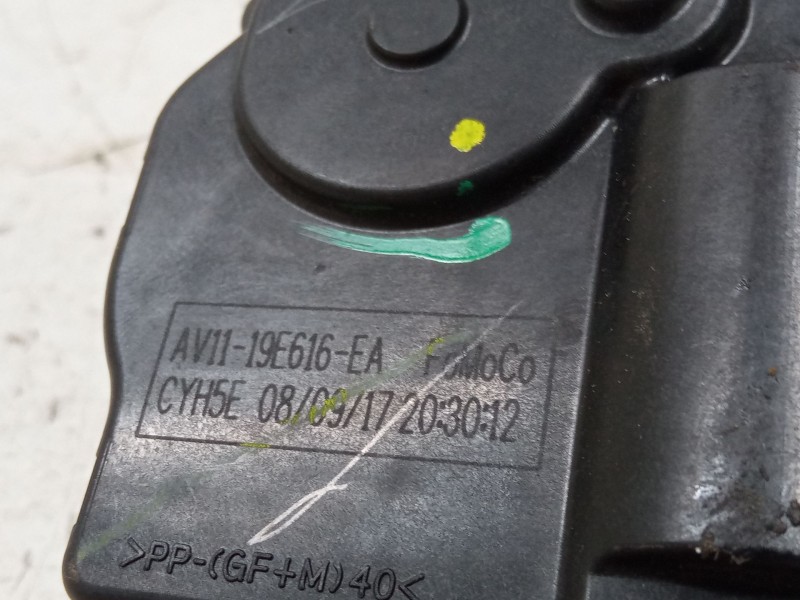 AV11-19E616-EA FoMoCo
CYH5E 08/09/17 20:30:12
>PP-(GF+M)40<